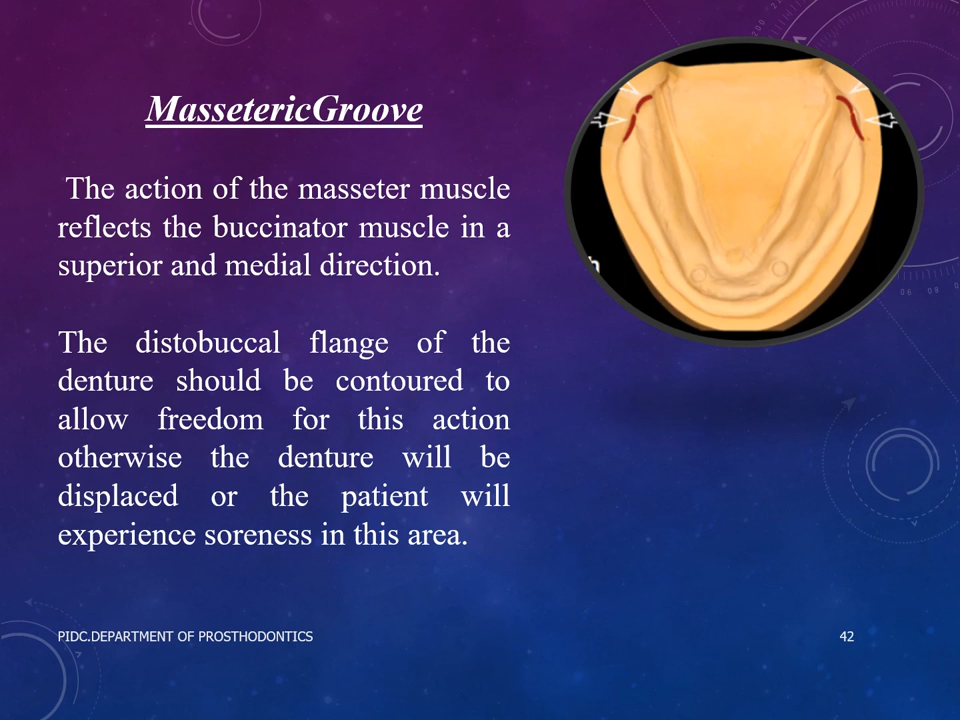 MassetericGroove
The action of the masseter muscle
reflects the buccinator muscle in a
superior and medial direction.
The distobuccal flange of the
denture should be contoured to
allow freedom for this action
otherwise the denture will be
displaced or the patient will
experience soreness in this area.
PIDC.DEPARTMENT OF PROSTHODONTICS
42